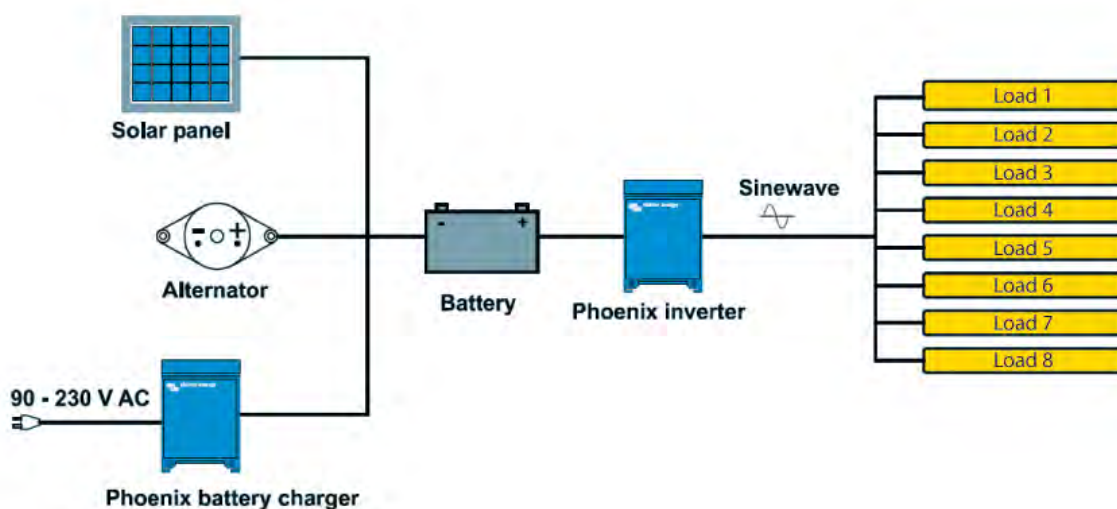 Solar panel
Alternator
90 - 230 V AC
Phoenix battery charger
Battery
Phoenix inverter
Sinewave
Load 1
Load 2
Load 3
Load 4
Load 5
Load 6
Load 7
Load 8